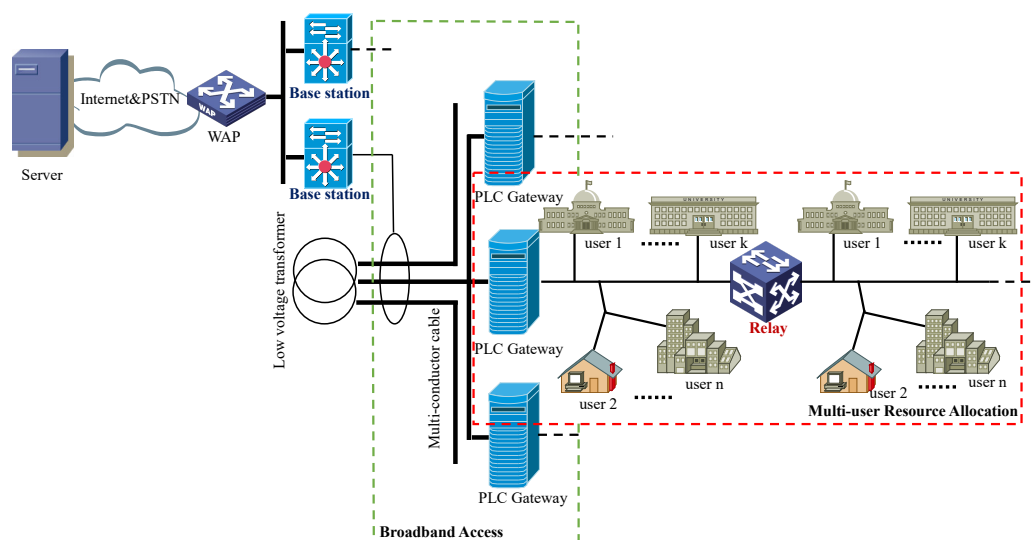 Internet&PSTN
WAP
WAP
Server
Base station
Base station
Low voltage transformer
Multi-conductor cable
PLC Gateway
PLC Gateway
PLC Gateway
UNIVERSITY
UNIVERSITY
user 1
......
user k
user 1
......
user k
Relay
user 2
......
user n
user 2
......
user n
Multi-user Resource Allocation
Broadband Access